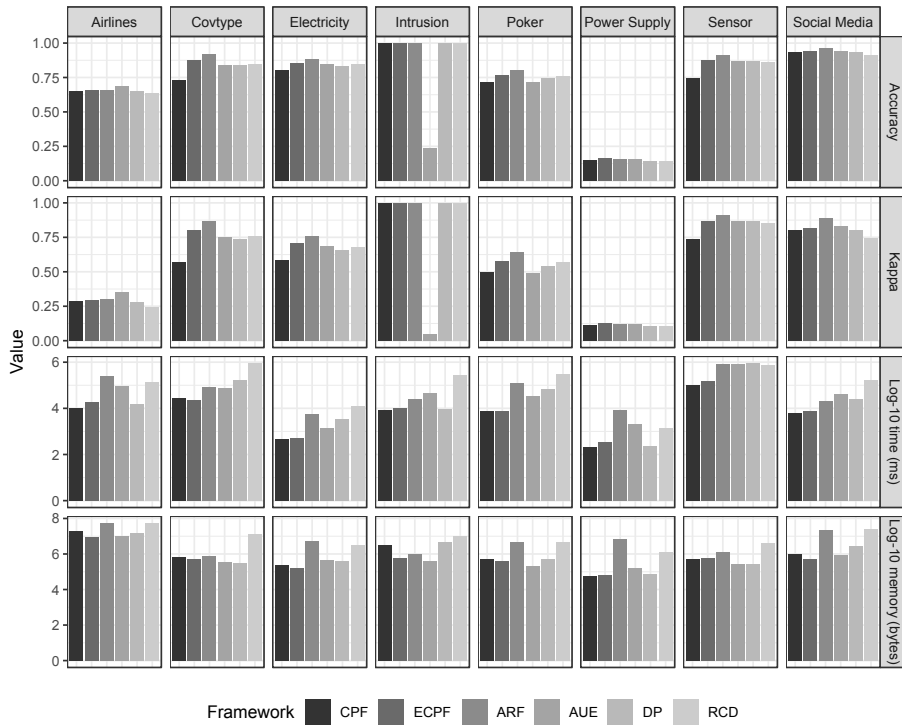 Airlines Covtype Electricity Intrusion Poker Power Supply Sensor Social Media
1.00
0.75
0.50
0.25
0.00
Accuracy
1.00
0.75
0.50
0.25
0.00
Kappa
Value
6
4
2
0
Log-10 time (ms)
8
6
4
2
0
Log-10 memory (bytes)
Framework CPF ECPF ARF AUE DP RCD